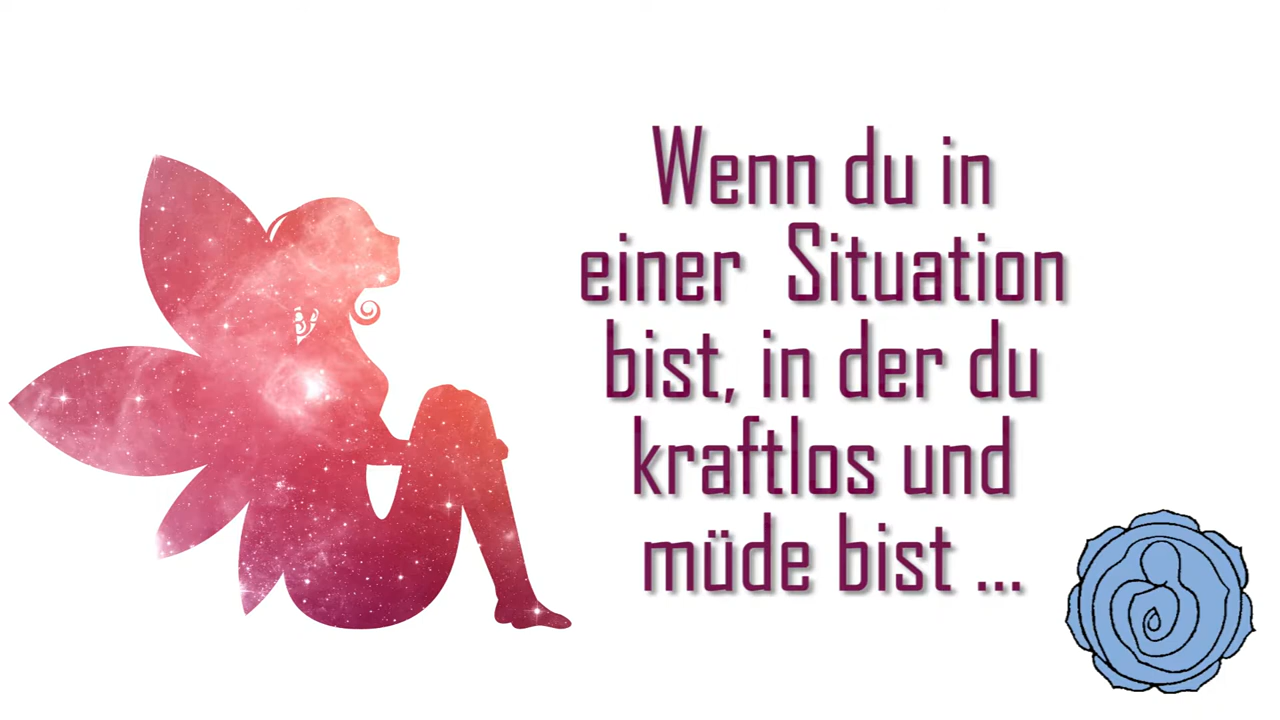 Wenn du in
einer Situation
bist, in der du
kraftlos und
müde bist ...